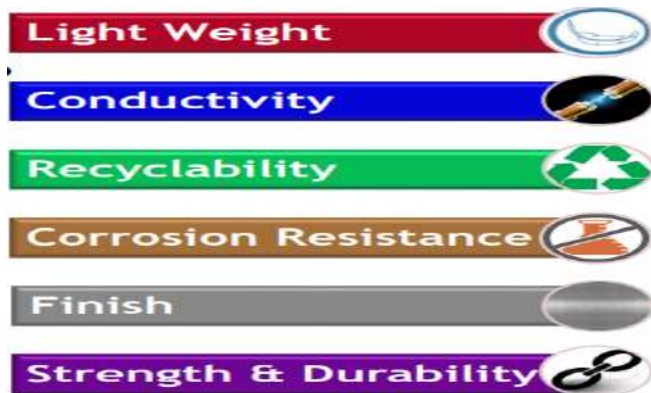 Light Weight
Conductivity
Recyclability
Corrosion Resistance
Finish
Strength & Durability